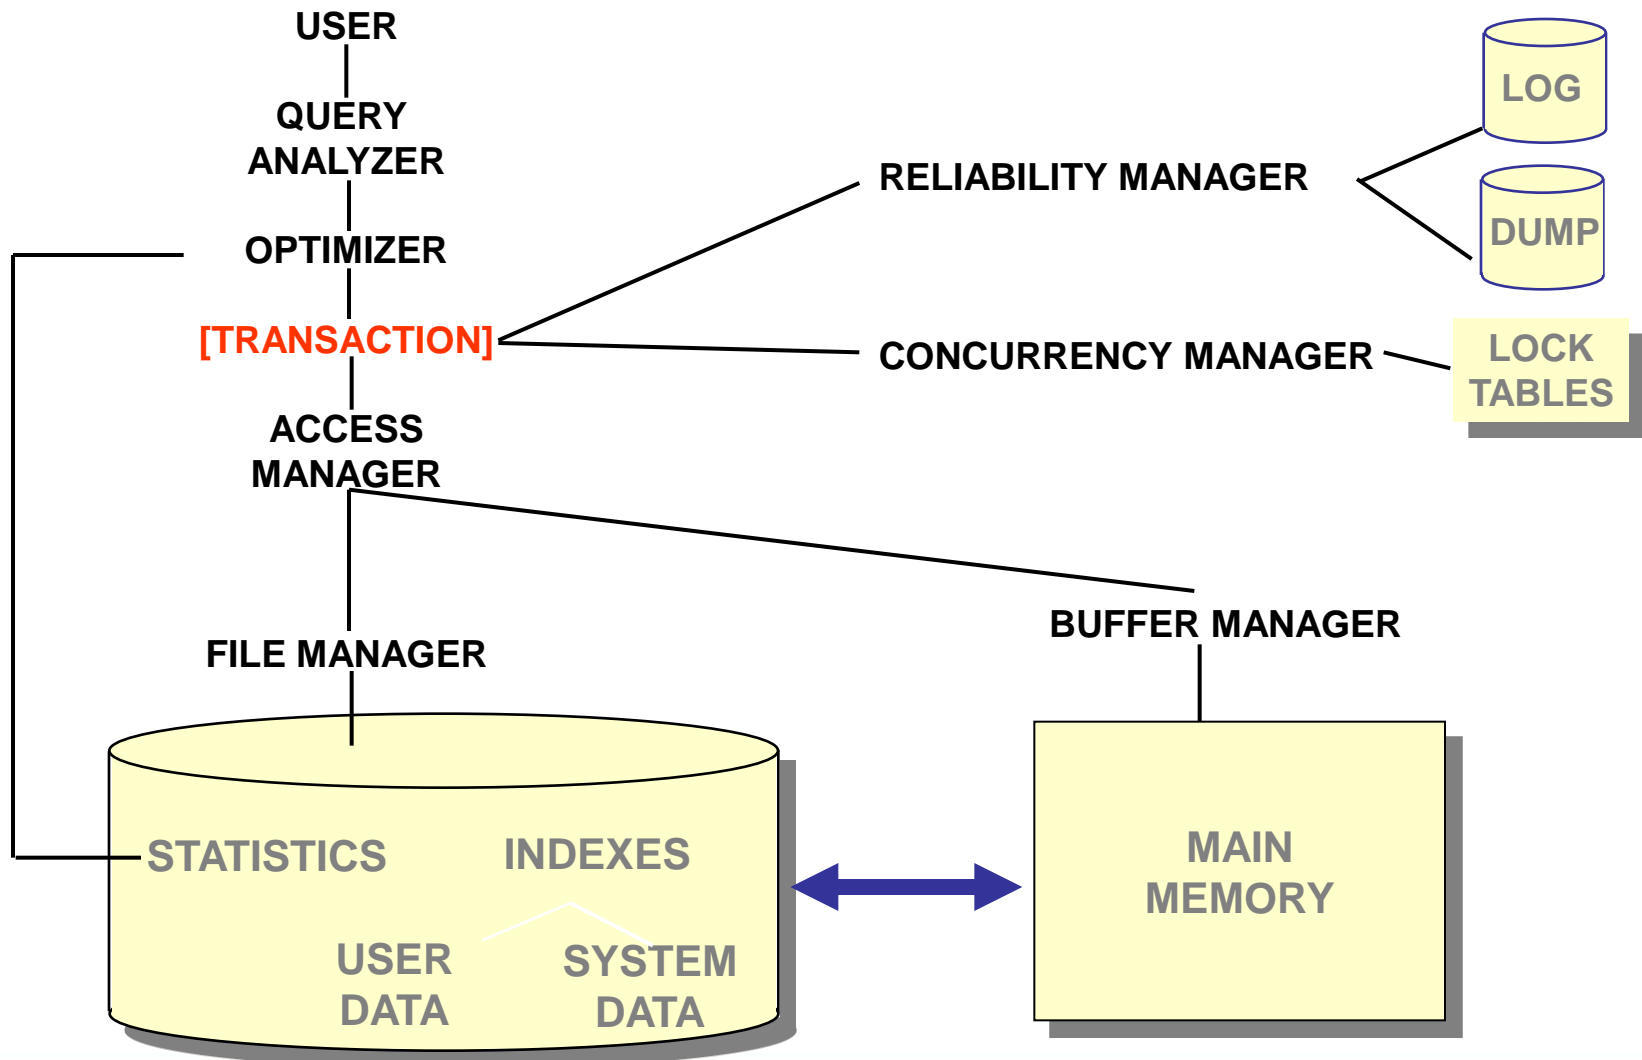 USER
QUERY
ANALYZER
OPTIMIZER
[TRANSACTION]
ACCESS
MANAGER
FILE MANAGER
RELIABILITY MANAGER
LOG
DUMP
CONCURRENCY MANAGER
LOCK
TABLES
BUFFER MANAGER
STATISTICS
INDEXES
USER
DATA
SYSTEM
DATA
MAIN
MEMORY